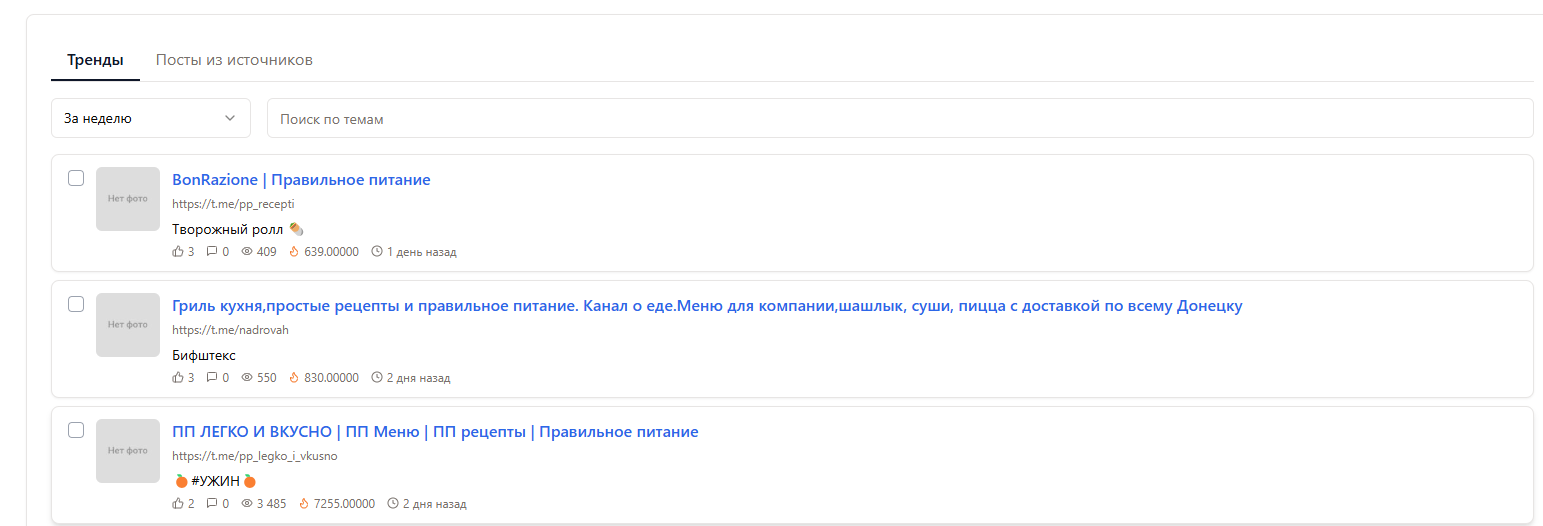 Тренды Посты из источников
За неделю Поиск по темам
Нет фото
BonRazione | Правильное питание
https://t.me/pp_recepti
Творожный ролл 🌯
3 0 409 639.00000 1 день назад
Нет фото
Гриль кухня,простые рецепты и правильное питание. Канал о еде.Меню для компании,шашлык, суши, пицца с доставкой по всему Донецку
https://t.me/nadrovah
Бифштекс
3 0 550 830.00000 2 дня назад
Нет фото
ПП ЛЕГКО И ВКУСНО | ПП Меню | ПП рецепты | Правильное питание
https://t.me/pp_legko_i_vkusno
🍊#УЖИН🍊
2 0 3 485 7255.00000 2 дня назад